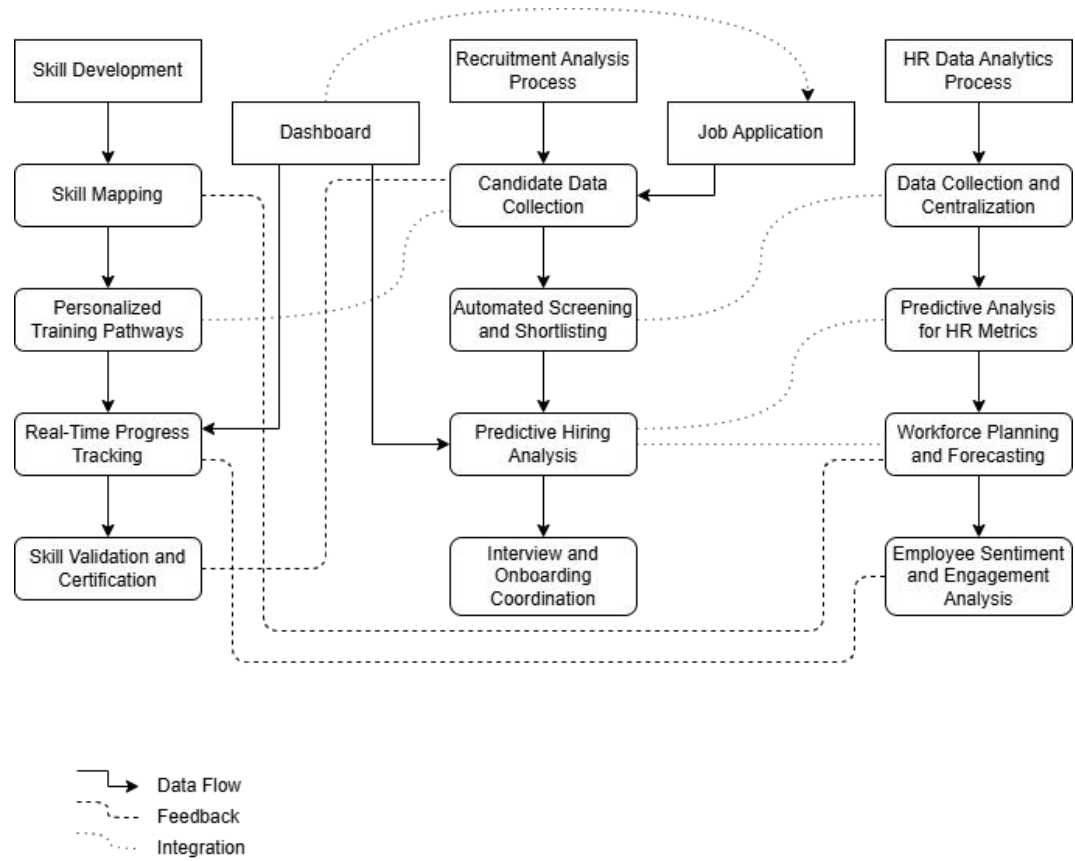 Skill Development
Recruitment Analysis
Process
HR Data Analytics
Process
Dashboard
Job Application
Skill Mapping
Candidate Data
Collection
Data Collection and
Centralization
Personalized
Training Pathways
Automated Screening
and Shortlisting
Predictive Analysis
for HR Metrics
Real-Time Progress
Tracking
Predictive Hiring
Analysis
Workforce Planning
and Forecasting
Skill Validation and
Certification
Interview and
Onboarding
Coordination
Employee Sentiment
and Engagement
Analysis
Data Flow
Feedback
Integration